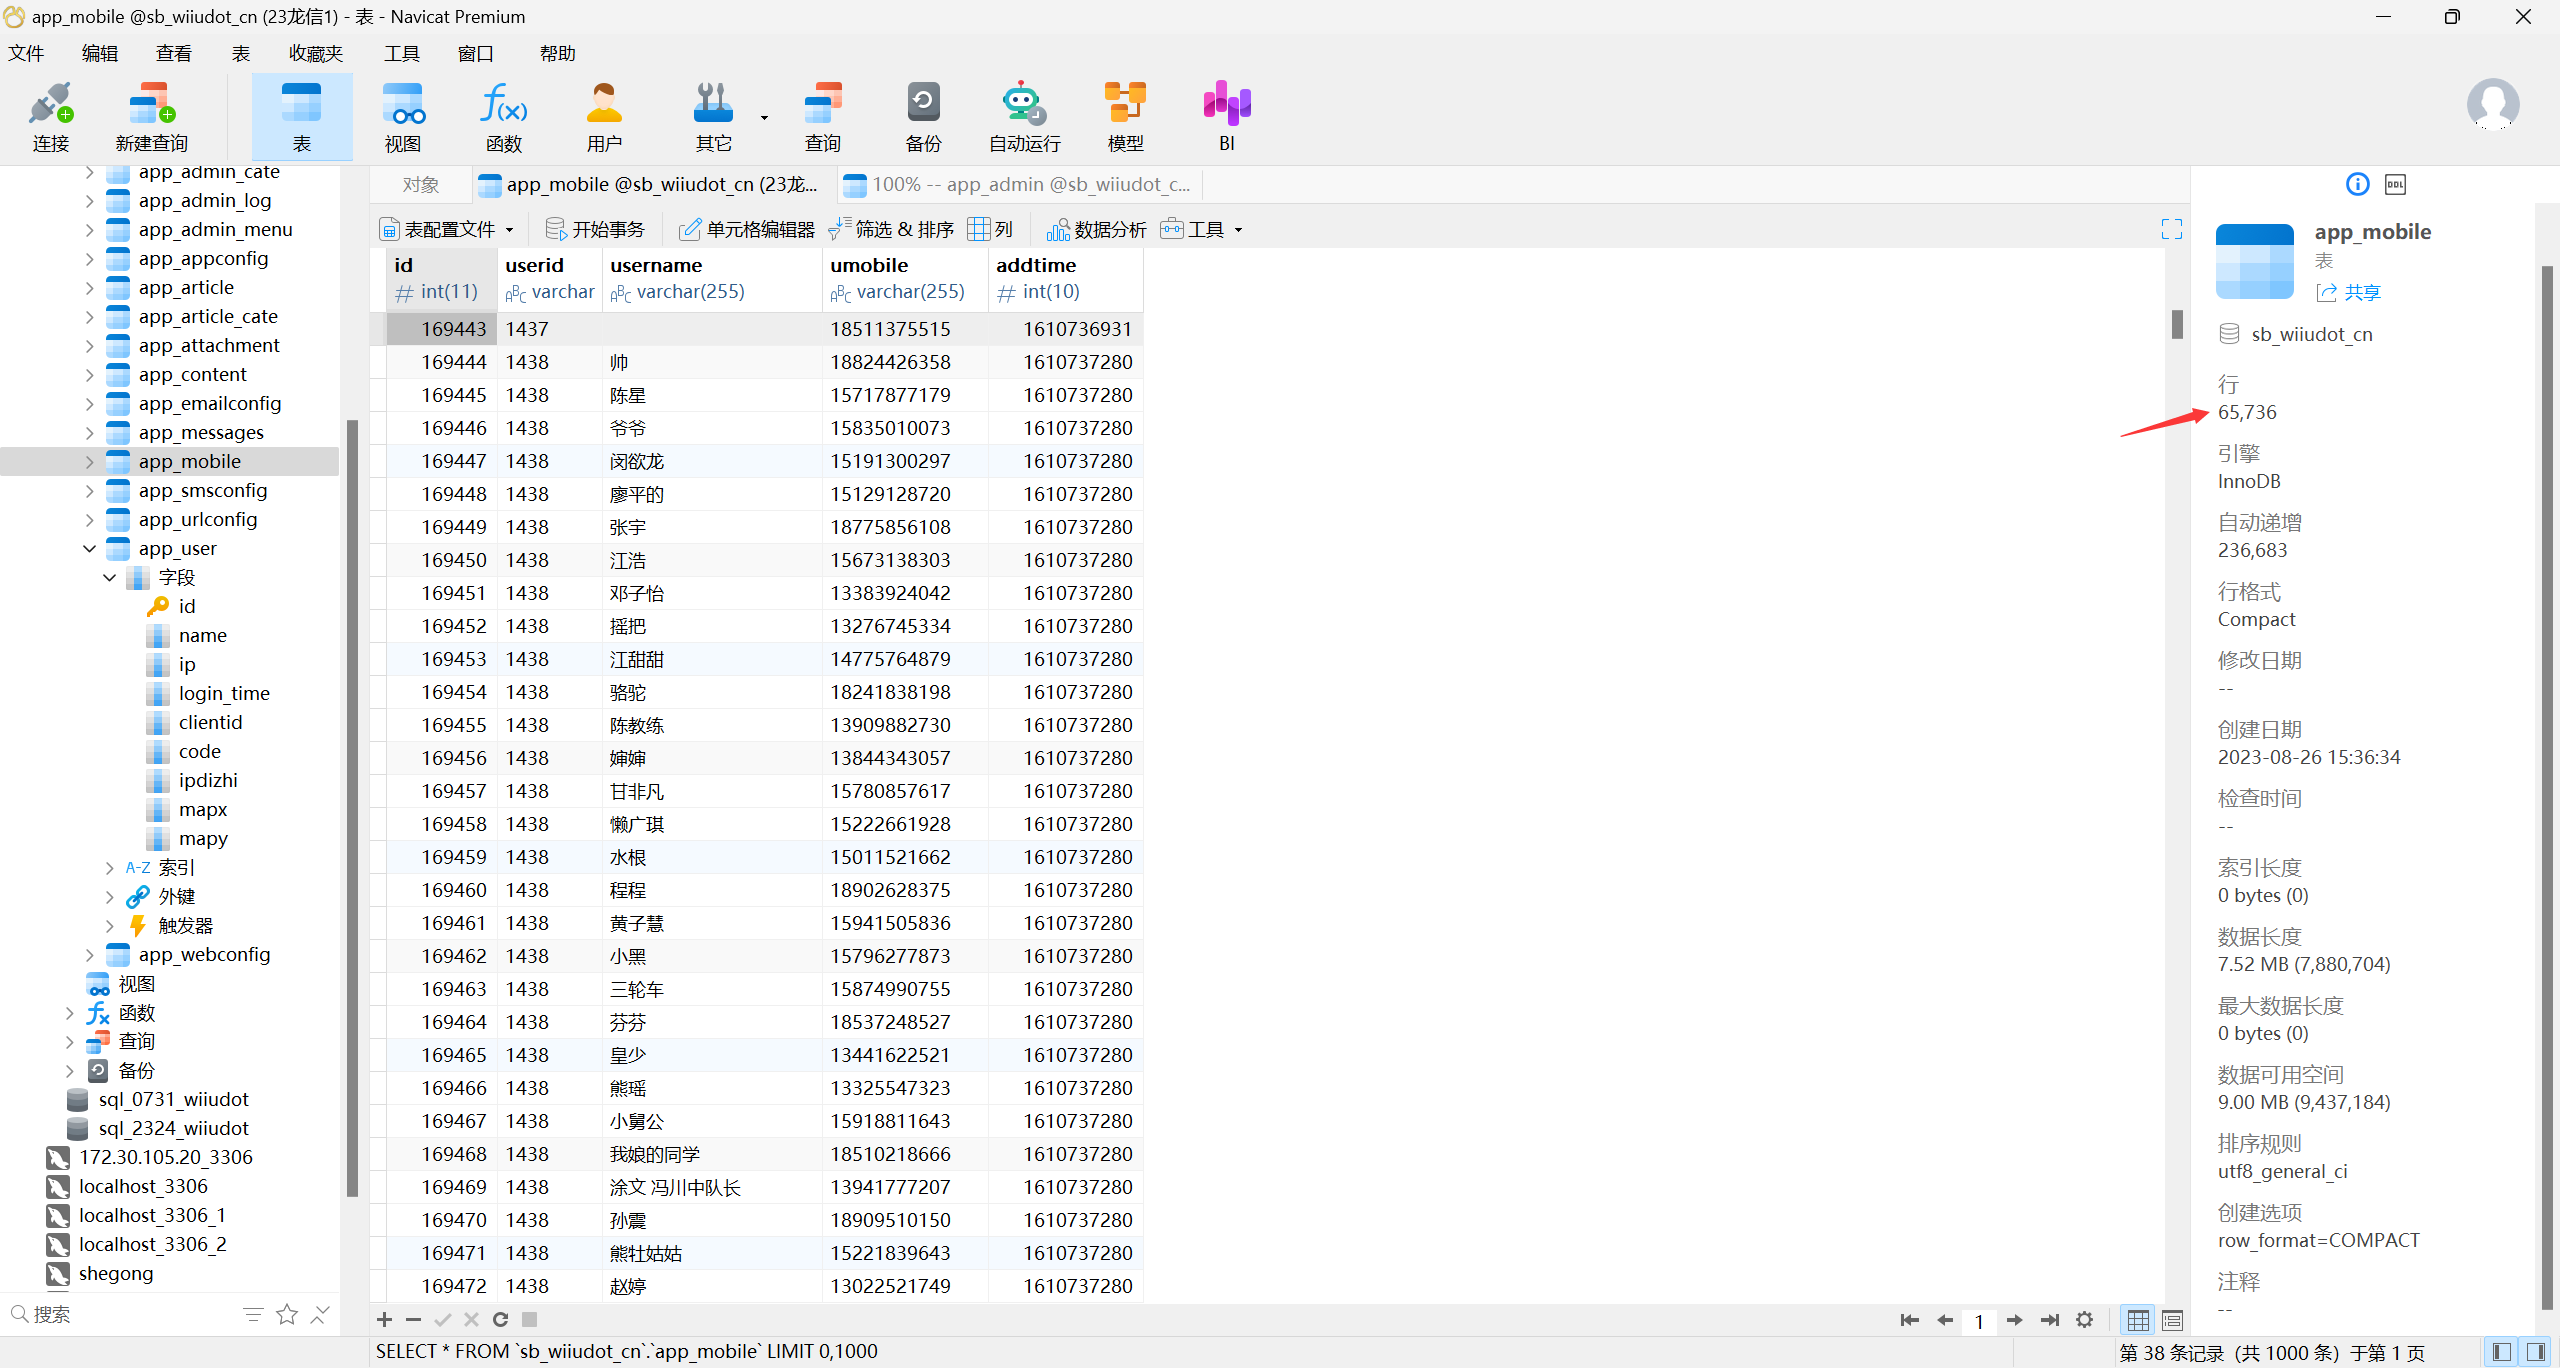 app_mobile @sb_wiiudot_cn (23龙信1) - 表 - Navicat Premium
文件 编辑 查看 表 收藏夹 工具 窗口 帮助
连接 新建查询 表 视图 函数 用户 其它 查询 备份 自动运行 模型 BI
app_admin_cate
app_admin_log
app_admin_menu
app_appconfig
app_article
app_article_cate
app_attachment
app_content
app_emailconfig
app_messages
app_mobile
app_smsconfig
app_urlconfig
app_user
字段
id
name
ip
login_time
clientid
code
ipdizhi
mapx
mapy
A-Z 索引
外键
触发器
app_webconfig
视图
函数
查询
备份
sql_0731_wiiudot
sql_2324_wiiudot
172.30.105.20_3306
localhost_3306
localhost_3306_1
localhost_3306_2
shegong
搜索
对象 app_mobile @sb_wiiudot_cn (23龙... 100% -- app_admin @sb_wiiudot_c...
表配置文件 开始事务 单元格编辑器 筛选 & 排序 列 数据分析 工具
id userid username umobile addtime
# int(11) ABC varchar ABC varchar(255) ABC varchar(255) # int(10)
169443 1437 18511375515 1610736931
169444 1438 帅 18824426358 1610737280
169445 1438 陈星 15717877179 1610737280
169446 1438 爷爷 15835010073 1610737280
169447 1438 闵欲龙 15191300297 1610737280
169448 1438 廖平的 15129128720 1610737280
169449 1438 张宇 18775856108 1610737280
169450 1438 江浩 15673138303 1610737280
169451 1438 邓子怡 13383924042 1610737280
169452 1438 摇把 13276745334 1610737280
169453 1438 江甜甜 14775764879 1610737280
169454 1438 骆驼 18241838198 1610737280
169455 1438 陈教练 13909882730 1610737280
169456 1438 婶婶 13844343057 1610737280
169457 1438 甘非凡 15780857617 1610737280
169458 1438 懒广琪 15222661928 1610737280
169459 1438 水根 15011521662 1610737280
169460 1438 程程 18902628375 1610737280
169461 1438 黄子慧 15941505836 1610737280
169462 1438 小黑 15796277873 1610737280
169463 1438 三轮车 15874990755 1610737280
169464 1438 芬芬 18537248527 1610737280
169465 1438 皇少 13441622521 1610737280
169466 1438 熊瑶 13325547323 1610737280
169467 1438 小舅公 15918811643 1610737280
169468 1438 我娘的同学 18510218666 1610737280
169469 1438 涂文 冯川中队长 13941777207 1610737280
169470 1438 孙震 18909510150 1610737280
169471 1438 熊牡姑姑 15221839643 1610737280
169472 1438 赵婷 13022521749 1610737280
1
SELECT * FROM `sb_wiiudot_cn`.`app_mobile` LIMIT 0,1000
第 38 条记录（共 1000 条）于第 1 页
DDL
app_mobile
表
共享
sb_wiiudot_cn
行
65,736
引擎
InnoDB
自动递增
236,683
行格式
Compact
修改日期
--
创建日期
2023-08-26 15:36:34
检查时间
--
索引长度
0 bytes (0)
数据长度
7.52 MB (7,880,704)
最大数据长度
0 bytes (0)
数据可用空间
9.00 MB (9,437,184)
排序规则
utf8_general_ci
创建选项
row_format=COMPACT
注释
--